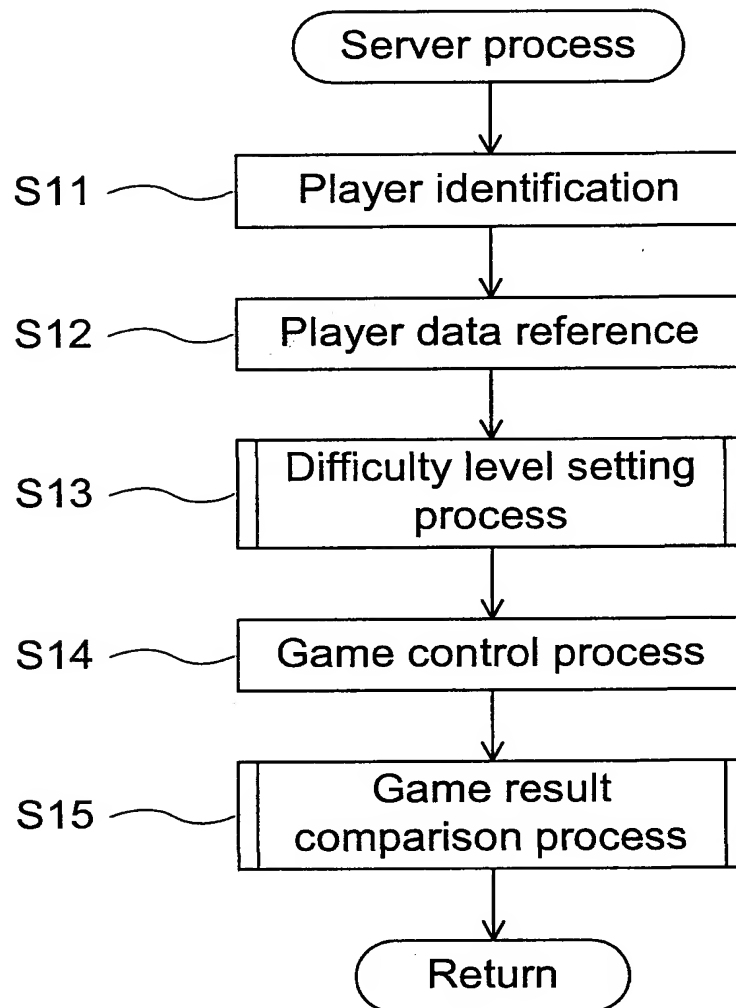 Server process
S11
Player identification
S12
Player data reference
S13
Difficulty level setting
process
S14
Game control process
S15
Game result
comparison process
Return